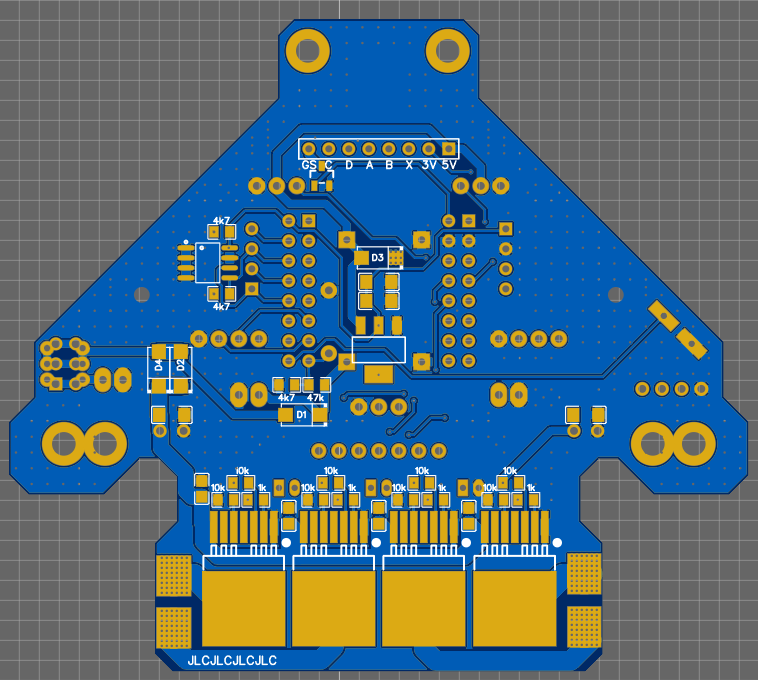 GS C D A B X 3V 5V
4k7
D3
4k7
D4 D2
4k7 47k
D1
10k 10k 10k 10k
10k 1k 10k 1k 10k 1k 10k 1k
JLCJLCJLCJLC